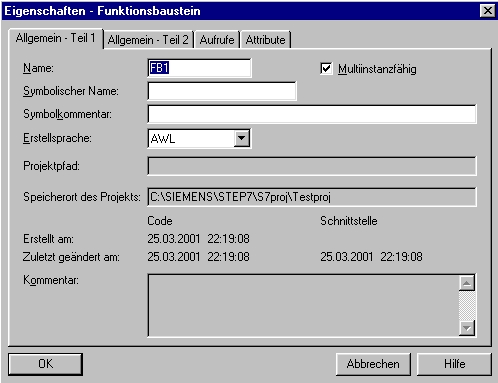 Eigenschaften - Funktionsbaustein
Allgemein - Teil 1 Allgemein - Teil 2 Aufrufe Attribute
Name: FB1 Multiinstanzfähig
Symbolischer Name:
Symbolkommentar:
Erstellsprache: AWL
Projektpfad:
Speicherort des Projekts: C:\SIEMENS\STEP7\S7proj\Testproj
Code Schnittstelle
Erstellt am: 25.03.2001 22:19:08
Zuletzt geändert am: 25.03.2001 22:19:08 25.03.2001 22:19:08
Kommentar:
OK Abbrechen Hilfe